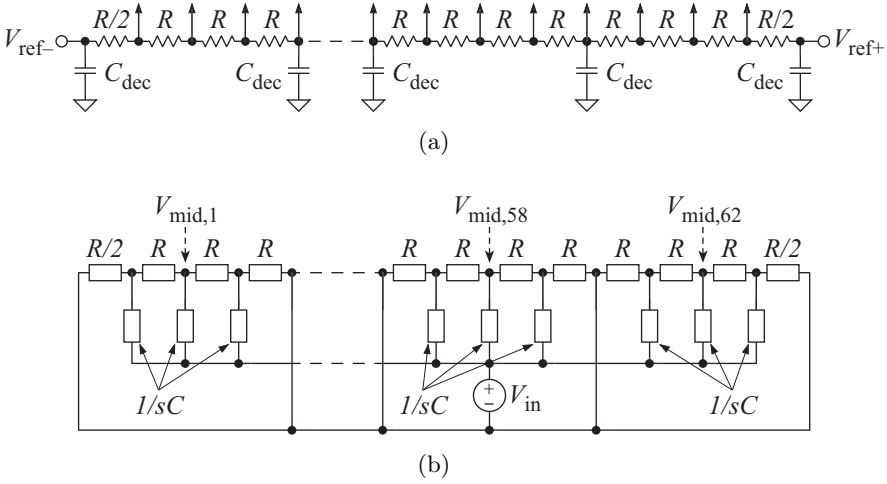 R/2 R R R R R R R R R R R/2
V_ref− V_ref+
C_dec C_dec C_dec C_dec C_dec
(a)
V_mid,1 V_mid,58 V_mid,62
R/2 R R R R R R R R R R R/2
+
− V_in
1/sC 1/sC 1/sC
(b)